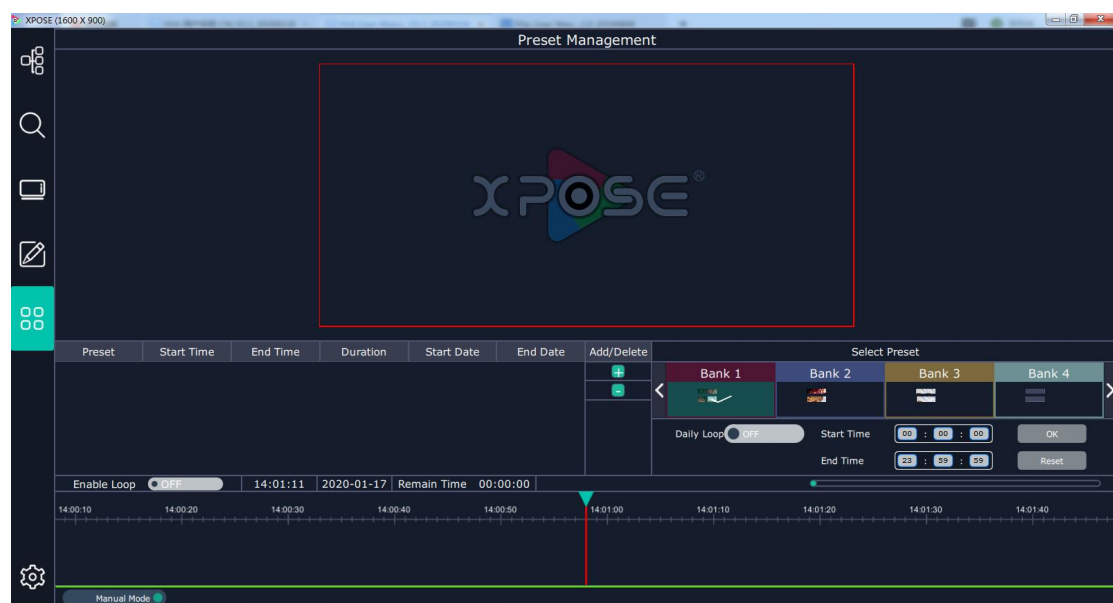 XPOSE (1600 X 900)
Preset Management
XPOSE®
Preset Start Time End Time Duration Start Date End Date Add/Delete Select Preset
+
-
Bank 1 Bank 2 Bank 3 Bank 4
Daily Loop OFF Start Time 00 : 00 : 00 OK
End Time 23 : 59 : 59 Reset
Enable Loop OFF 14:01:11 2020-01-17 Remain Time 00:00:00
14:00:10 14:00:20 14:00:30 14:00:40 14:00:50 14:01:00 14:01:10 14:01:20 14:01:30 14:01:40
Manual Mode